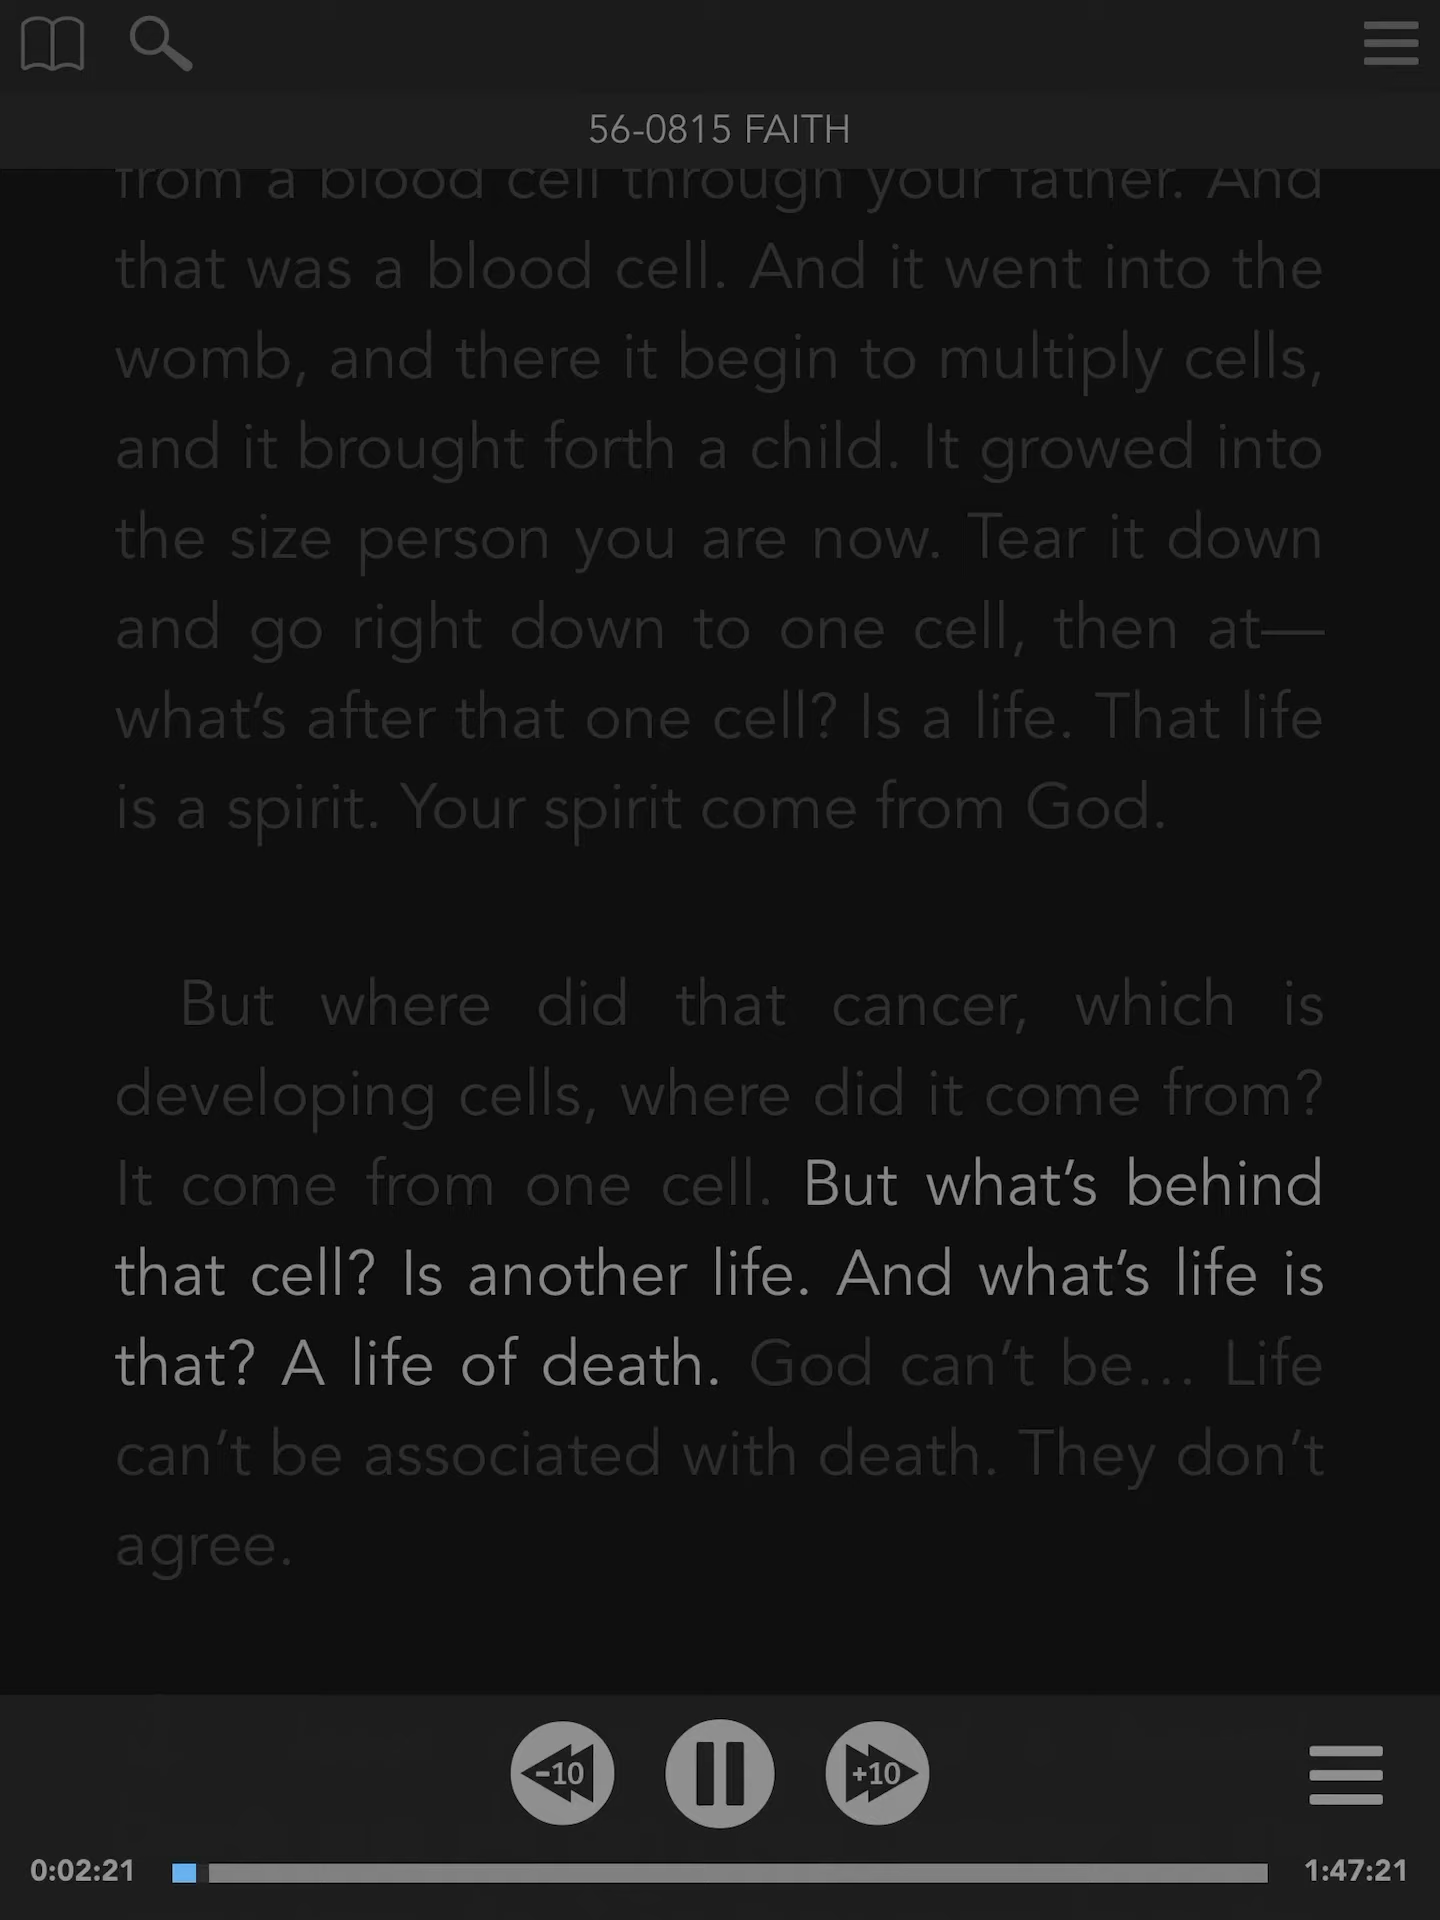 56-0815 FAITH
from a blood cell through your father. And
that was a blood cell. And it went into the
womb, and there it begin to multiply cells,
and it brought forth a child. It growed into
the size person you are now. Tear it down
and go right down to one cell, then at—
what’s after that one cell? Is a life. That life
is a spirit. Your spirit come from God.
But where did that cancer, which is
developing cells, where did it come from?
It come from one cell. But what’s behind
that cell? Is another life. And what’s life is
that? A life of death. God can’t be… Life
can’t be associated with death. They don’t
agree.
-10 +10
0:02:21 1:47:21